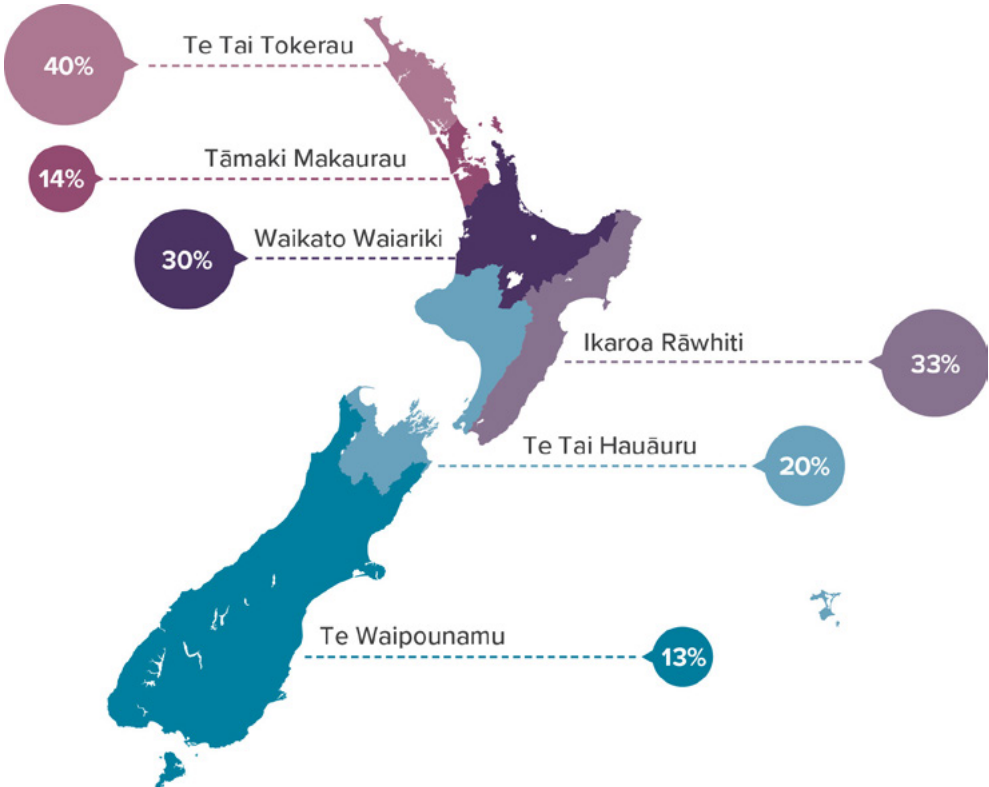 Te Tai Tokerau
40%
Tāmaki Makaurau
14%
Waikato Waiariki
30%
Ikaroa Rāwhiti
33%
Te Tai Hauāuru
20%
Te Waipounamu
13%